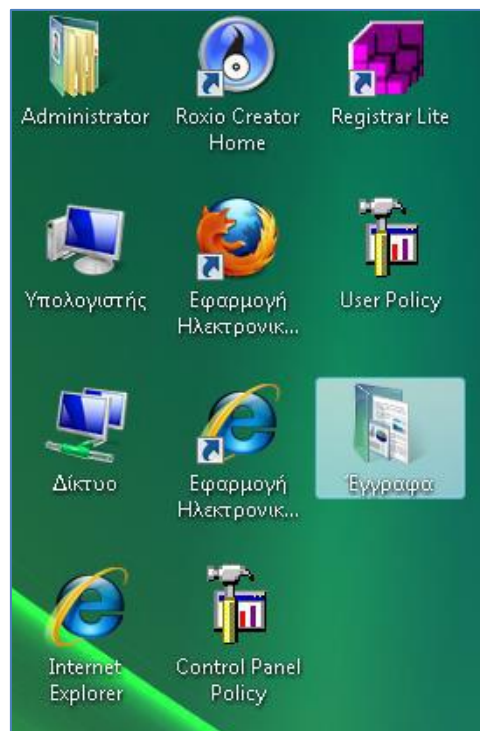 Administrator
Roxio Creator
Home
Registrar Lite
Υπολογιστής
Εφαρμογή
Ηλεκτρονικ...
User Policy
Δίκτυο
Εφαρμογή
Ηλεκτρονικ...
Έγγραφα
Internet
Explorer
Control Panel
Policy